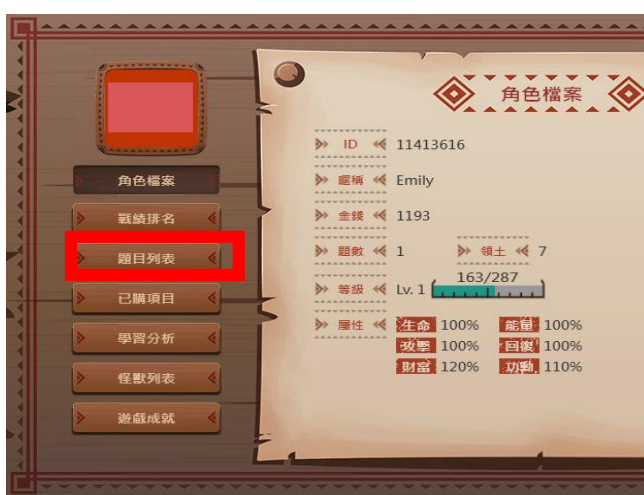 角色檔案
角色檔案
戰績排名
題目列表
已購項目
學習分析
怪獸列表
遊戲成就
ID 11413616
暱稱 Emily
金錢 1193
題數 1 領土 7
等級 Lv. 1 163/287
屬性 生命 100% 能量 100%
攻擊 100% 回復 100%
財富 120% 功勳 110%